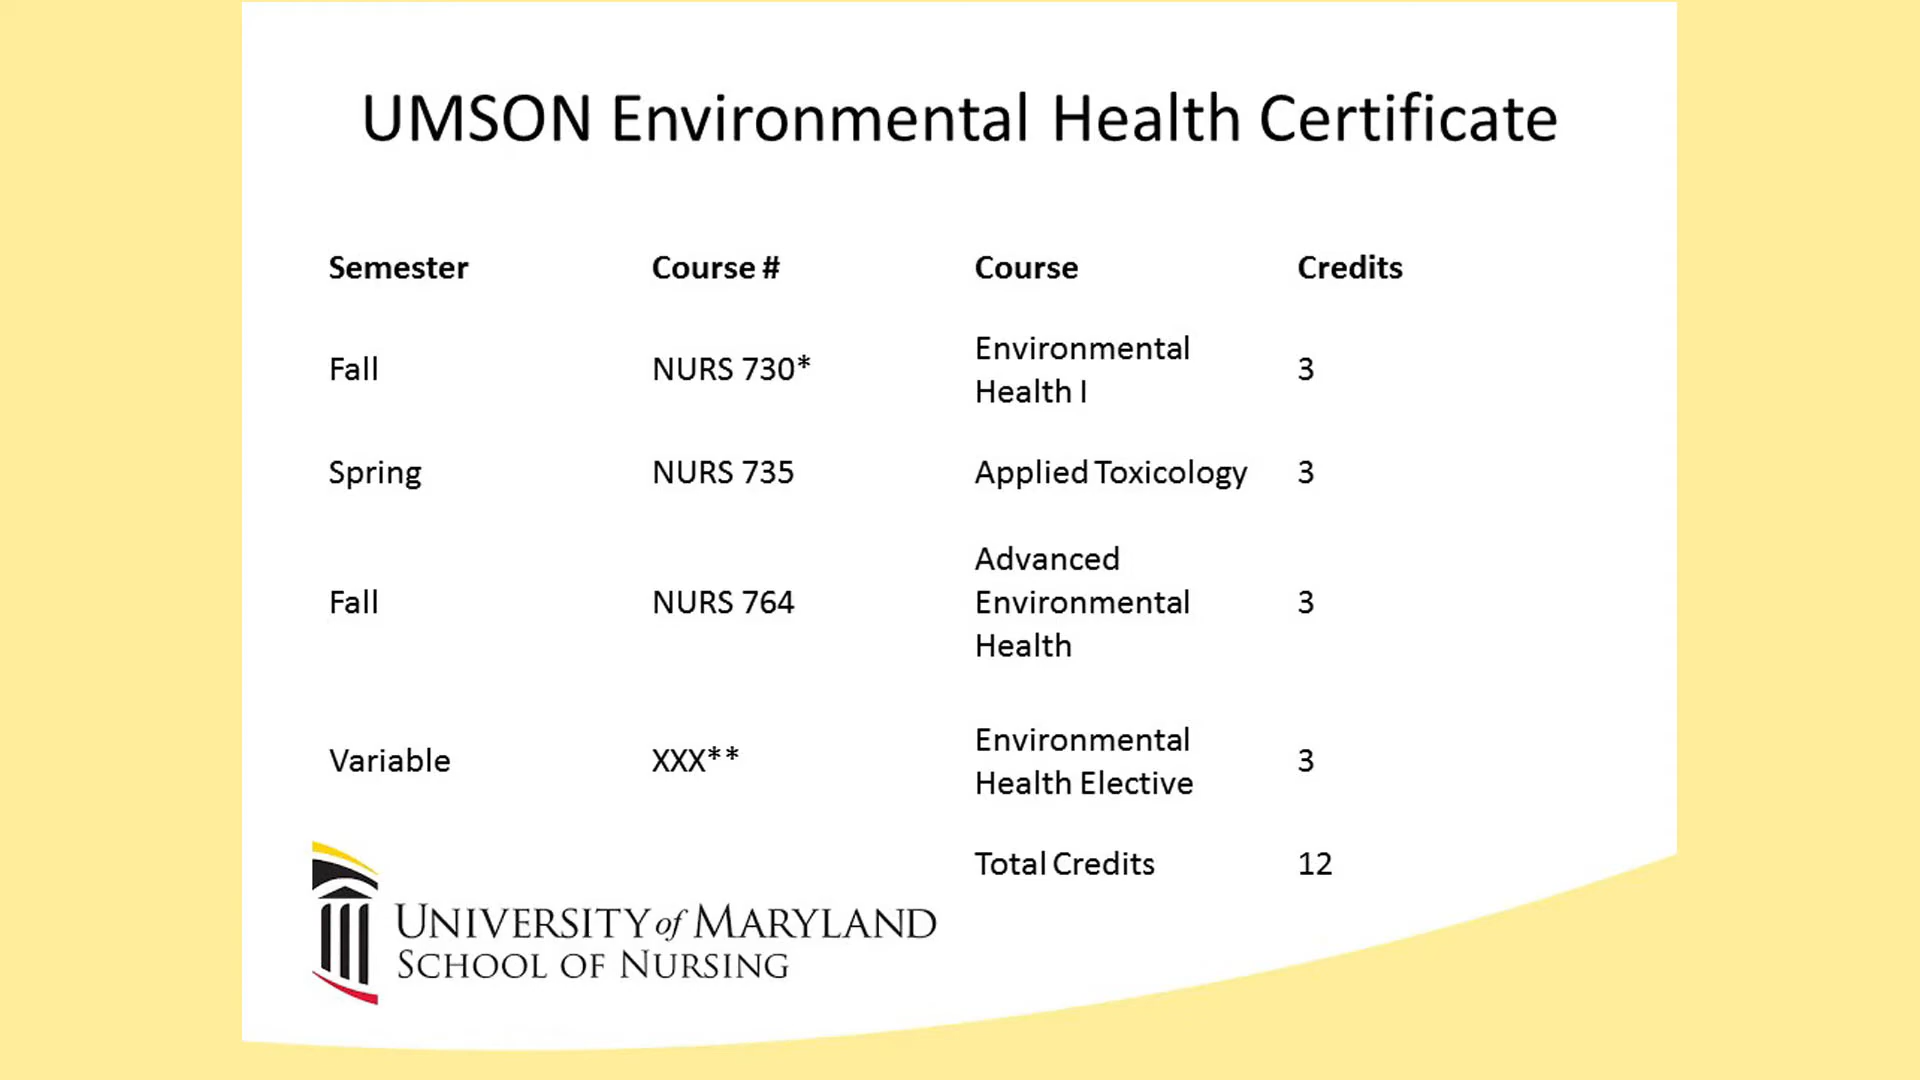 UMSON Environmental Health Certificate
Semester Course # Course Credits
Fall NURS 730* Environmental Health I 3
Spring NURS 735 Applied Toxicology 3
Fall NURS 764 Advanced Environmental Health 3
Variable XXX** Environmental Health Elective 3
Total Credits 12
UNIVERSITY of MARYLAND
SCHOOL OF NURSING